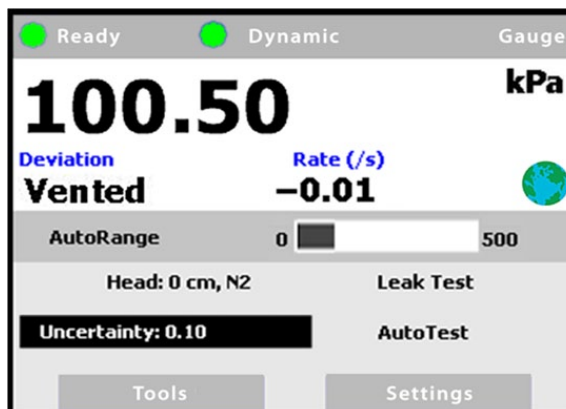 Ready Dynamic Gauge
100.50 kPa
Deviation Rate (/s)
Vented −0.01
AutoRange 0 500
Head: 0 cm, N2 Leak Test
Uncertainty: 0.10 AutoTest
Tools Settings